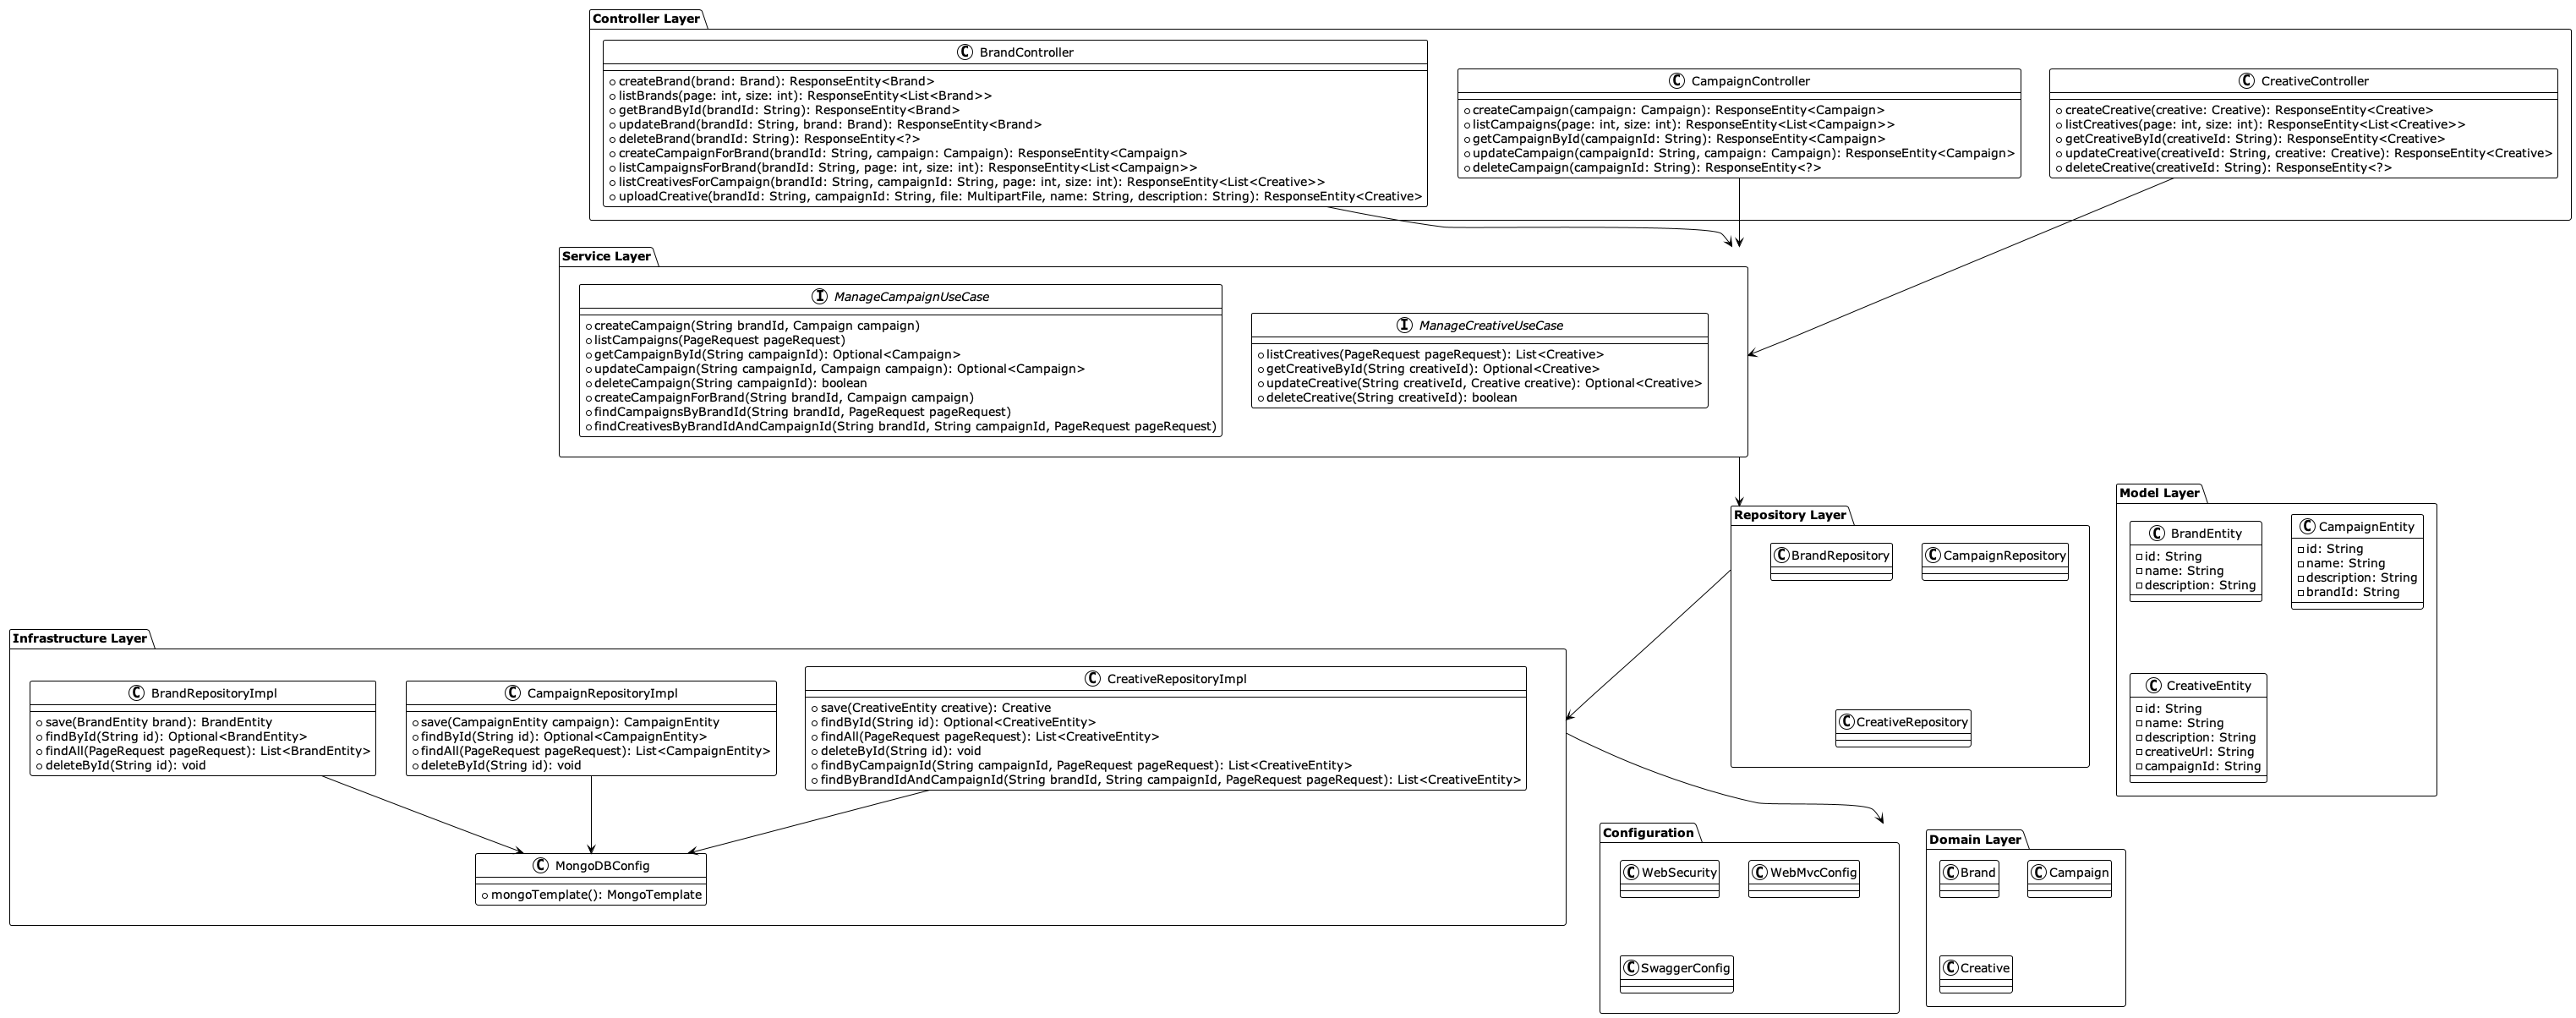 Controller Layer
C BrandController
createBrand(brand: Brand): ResponseEntity<Brand>
listBrands(page: int, size: int): ResponseEntity<List<Brand>>
getBrandById(brandId: String): ResponseEntity<Brand>
updateBrand(brandId: String, brand: Brand): ResponseEntity<Brand>
deleteBrand(brandId: String): ResponseEntity<?>
createCampaignForBrand(brandId: String, campaign: Campaign): ResponseEntity<Campaign>
listCampaignsForBrand(brandId: String, page: int, size: int): ResponseEntity<List<Campaign>>
listCreativesForCampaign(brandId: String, campaignId: String, page: int, size: int): ResponseEntity<List<Creative>>
uploadCreative(brandId: String, campaignId: String, file: MultipartFile, name: String, description: String): ResponseEntity<Creative>
C CampaignController
createCampaign(campaign: Campaign): ResponseEntity<Campaign>
listCampaigns(page: int, size: int): ResponseEntity<List<Campaign>>
getCampaignById(campaignId: String): ResponseEntity<Campaign>
updateCampaign(campaignId: String, campaign: Campaign): ResponseEntity<Campaign>
deleteCampaign(campaignId: String): ResponseEntity<?>
C CreativeController
createCreative(creative: Creative): ResponseEntity<Creative>
listCreatives(page: int, size: int): ResponseEntity<List<Creative>>
getCreativeById(creativeId: String): ResponseEntity<Creative>
updateCreative(creativeId: String, creative: Creative): ResponseEntity<Creative>
deleteCreative(creativeId: String): ResponseEntity<?>
Service Layer
I ManageCampaignUseCase
createCampaign(String brandId, Campaign campaign)
listCampaigns(PageRequest pageRequest)
getCampaignById(String campaignId): Optional<Campaign>
updateCampaign(String campaignId, Campaign campaign): Optional<Campaign>
deleteCampaign(String campaignId): boolean
createCampaignForBrand(String brandId, Campaign campaign)
findCampaignsByBrandId(String brandId, PageRequest pageRequest)
findCreativesByBrandIdAndCampaignId(String brandId, String campaignId, PageRequest pageRequest)
I ManageCreativeUseCase
listCreatives(PageRequest pageRequest): List<Creative>
getCreativeById(String creativeId): Optional<Creative>
updateCreative(String creativeId, Creative creative): Optional<Creative>
deleteCreative(String creativeId): boolean
Repository Layer
C BrandRepository
C CampaignRepository
C CreativeRepository
Model Layer
C BrandEntity
id: String
name: String
description: String
C CampaignEntity
id: String
name: String
description: String
brandId: String
C CreativeEntity
id: String
name: String
description: String
creativeUrl: String
campaignId: String
Infrastructure Layer
C BrandRepositoryImpl
save(BrandEntity brand): BrandEntity
findById(String id): Optional<BrandEntity>
findAll(PageRequest pageRequest): List<BrandEntity>
deleteById(String id): void
C CampaignRepositoryImpl
save(CampaignEntity campaign): CampaignEntity
findById(String id): Optional<CampaignEntity>
findAll(PageRequest pageRequest): List<CampaignEntity>
deleteById(String id): void
C CreativeRepositoryImpl
save(CreativeEntity creative): Creative
findById(String id): Optional<CreativeEntity>
findAll(PageRequest pageRequest): List<CreativeEntity>
deleteById(String id): void
findByCampaignId(String campaignId, PageRequest pageRequest): List<CreativeEntity>
findByBrandIdAndCampaignId(String brandId, String campaignId, PageRequest pageRequest): List<CreativeEntity>
C MongoDBConfig
mongoTemplate(): MongoTemplate
Configuration
C WebSecurity
C WebMvcConfig
C SwaggerConfig
Domain Layer
C Brand
C Campaign
C Creative